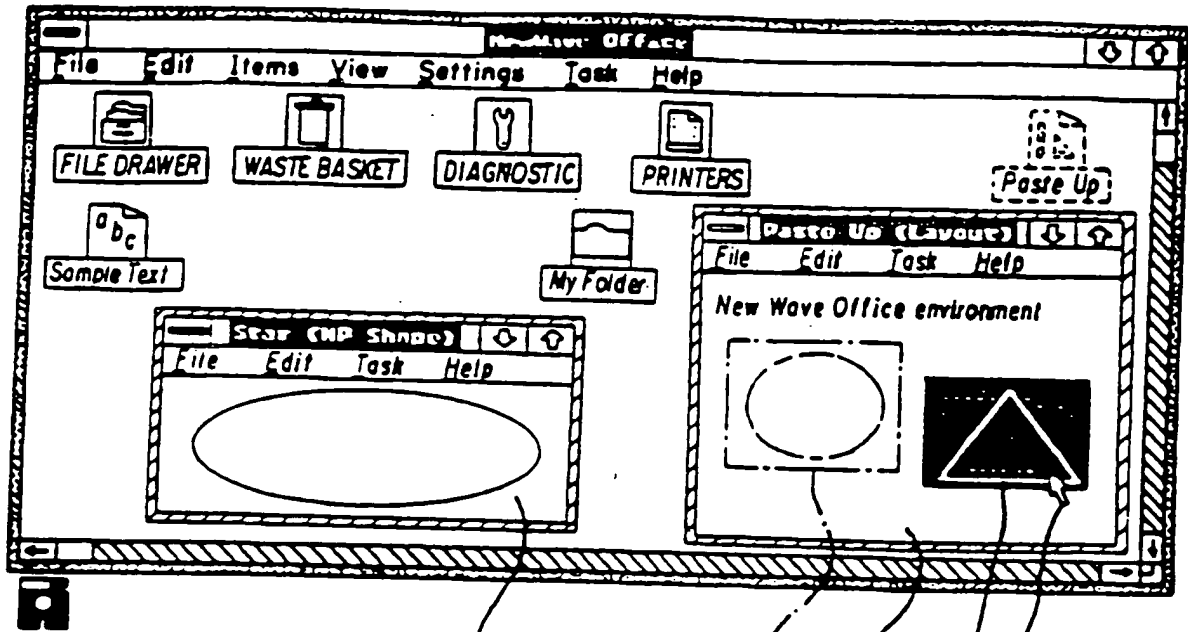 NewWave Office
File Edit Items View Settings Task Help
FILE DRAWER WASTE BASKET DIAGNOSTIC PRINTERS Paste Up
abc
Sample Text My Folder
Paste Up (Layout)
File Edit Task Help
New Wave Office environment
Star (HP Shape)
File Edit Task Help